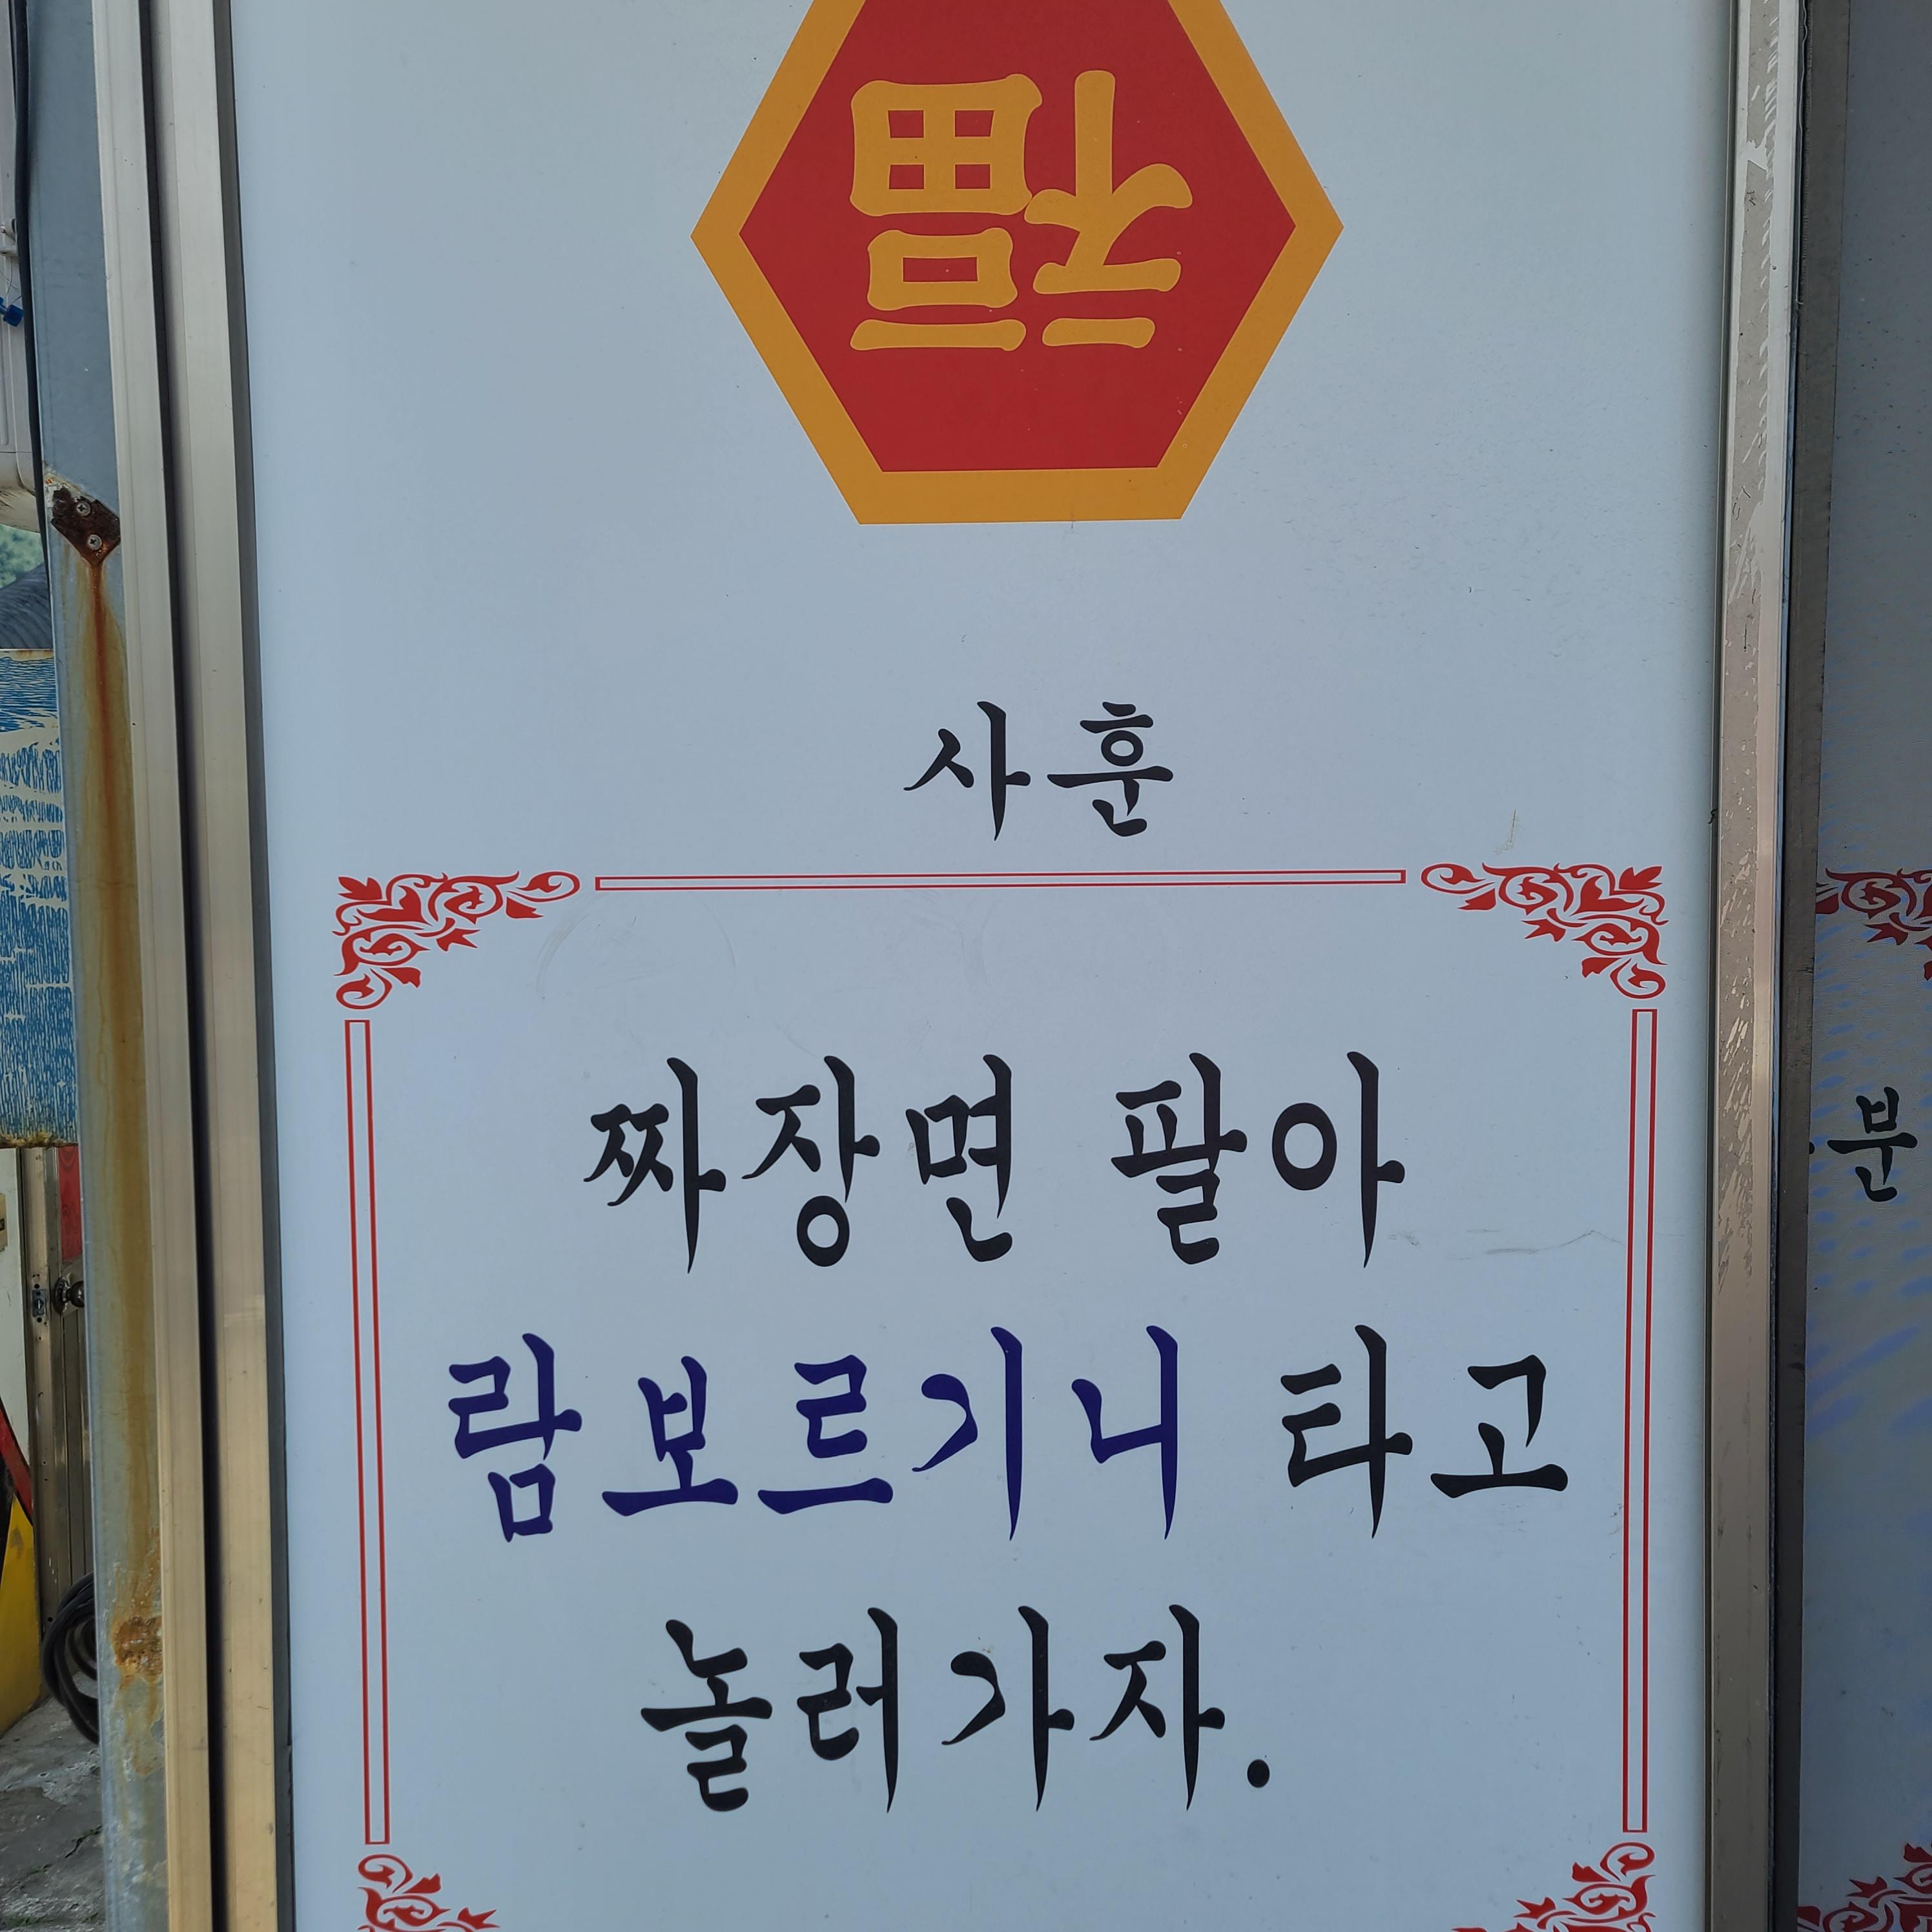 福
사훈
짜장면 팔아
람보르기니 타고
놀러가자.
분